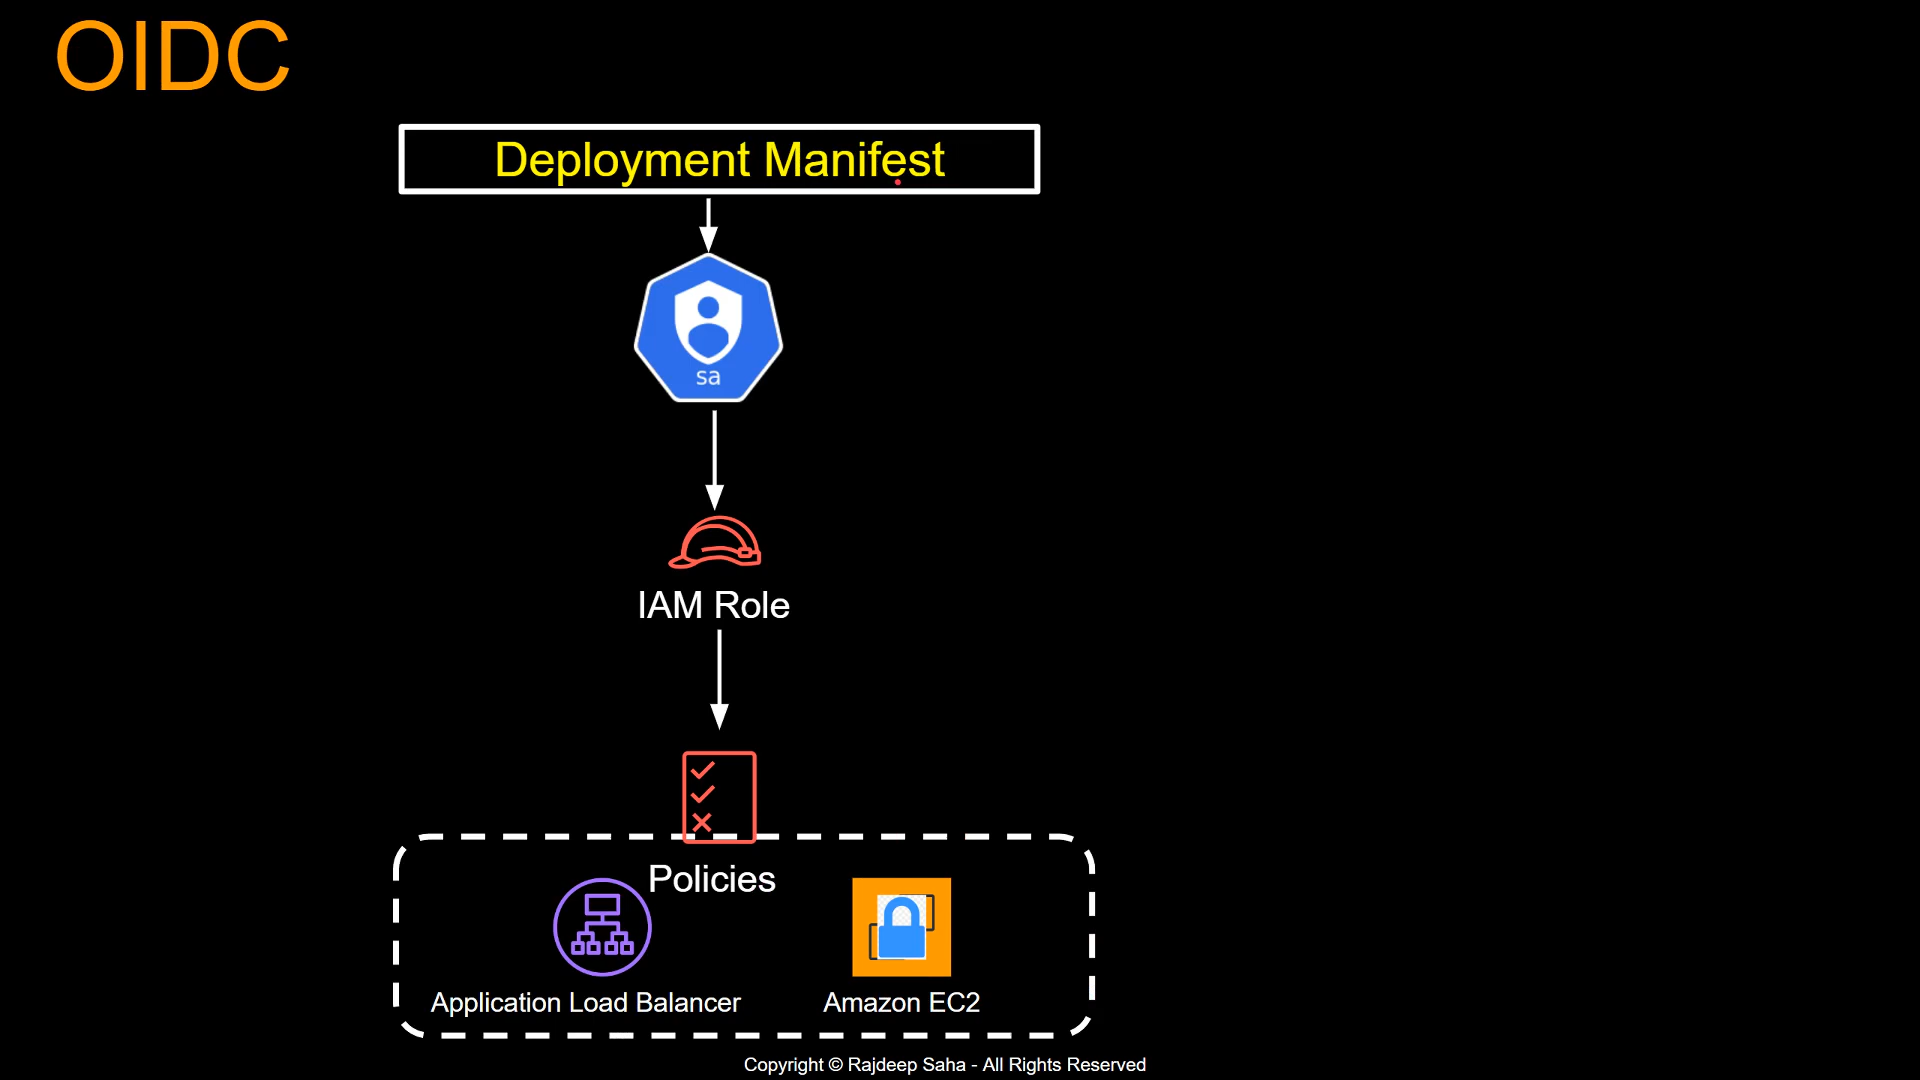 OIDC
Deployment Manifest
sa
IAM Role
Policies
Application Load Balancer
Amazon EC2
Copyright © Rajdeep Saha - All Rights Reserved